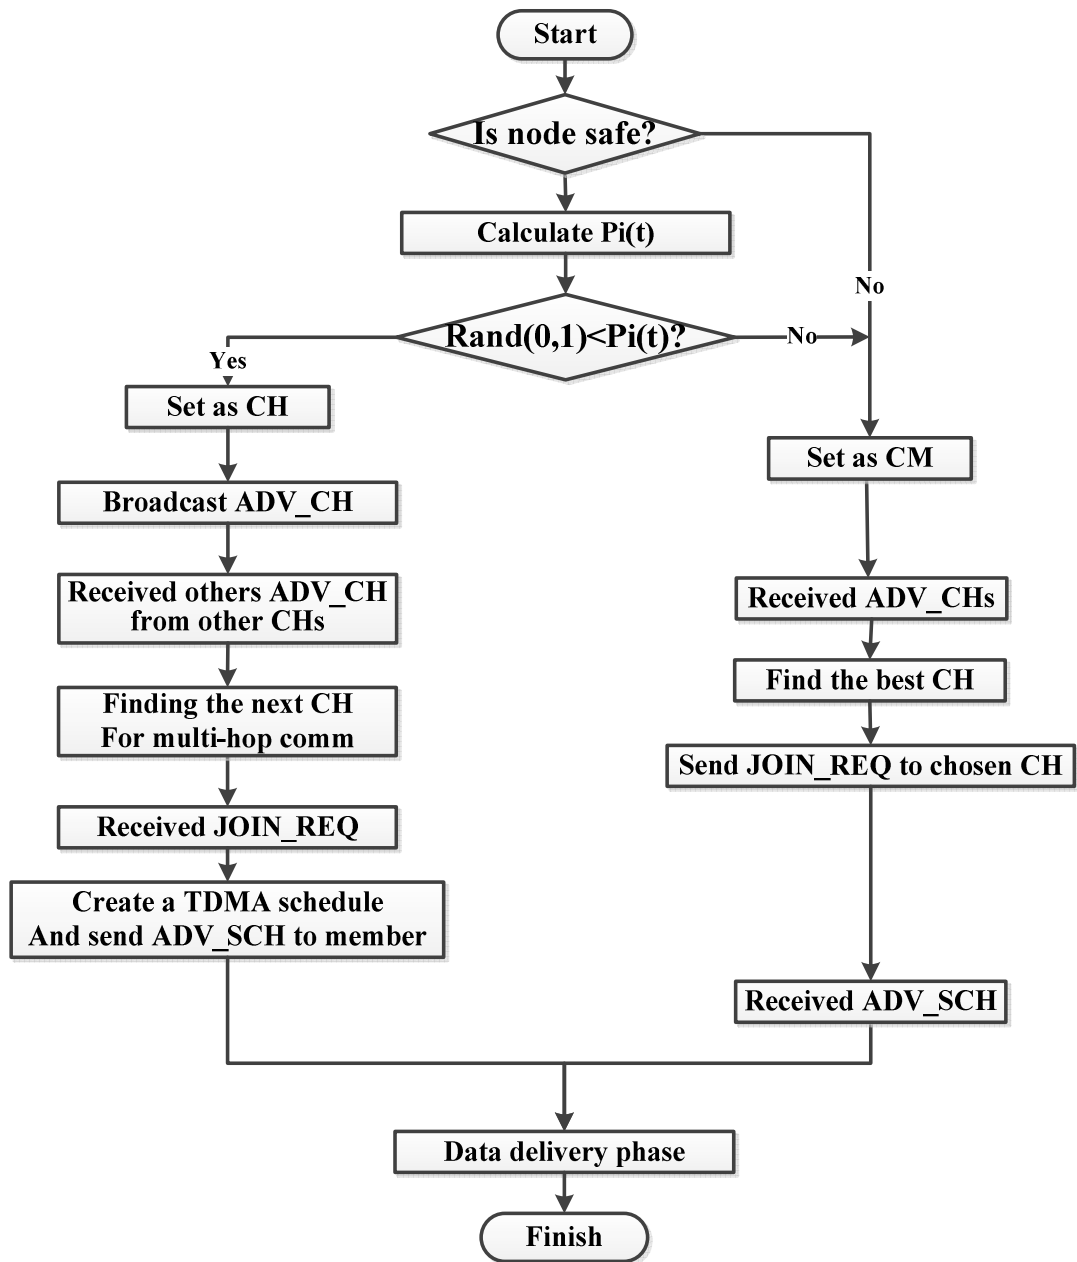 Start
Is node safe?
Calculate Pi(t)
No
Rand(0,1)<Pi(t)?
No
Yes
Set as CH
Set as CM
Broadcast ADV_CH
Received others ADV_CH
from other CHs
Received ADV_CHs
Finding the next CH
For multi-hop comm
Find the best CH
Send JOIN_REQ to chosen CH
Received JOIN_REQ
Create a TDMA schedule
And send ADV_SCH to member
Received ADV_SCH
Data delivery phase
Finish